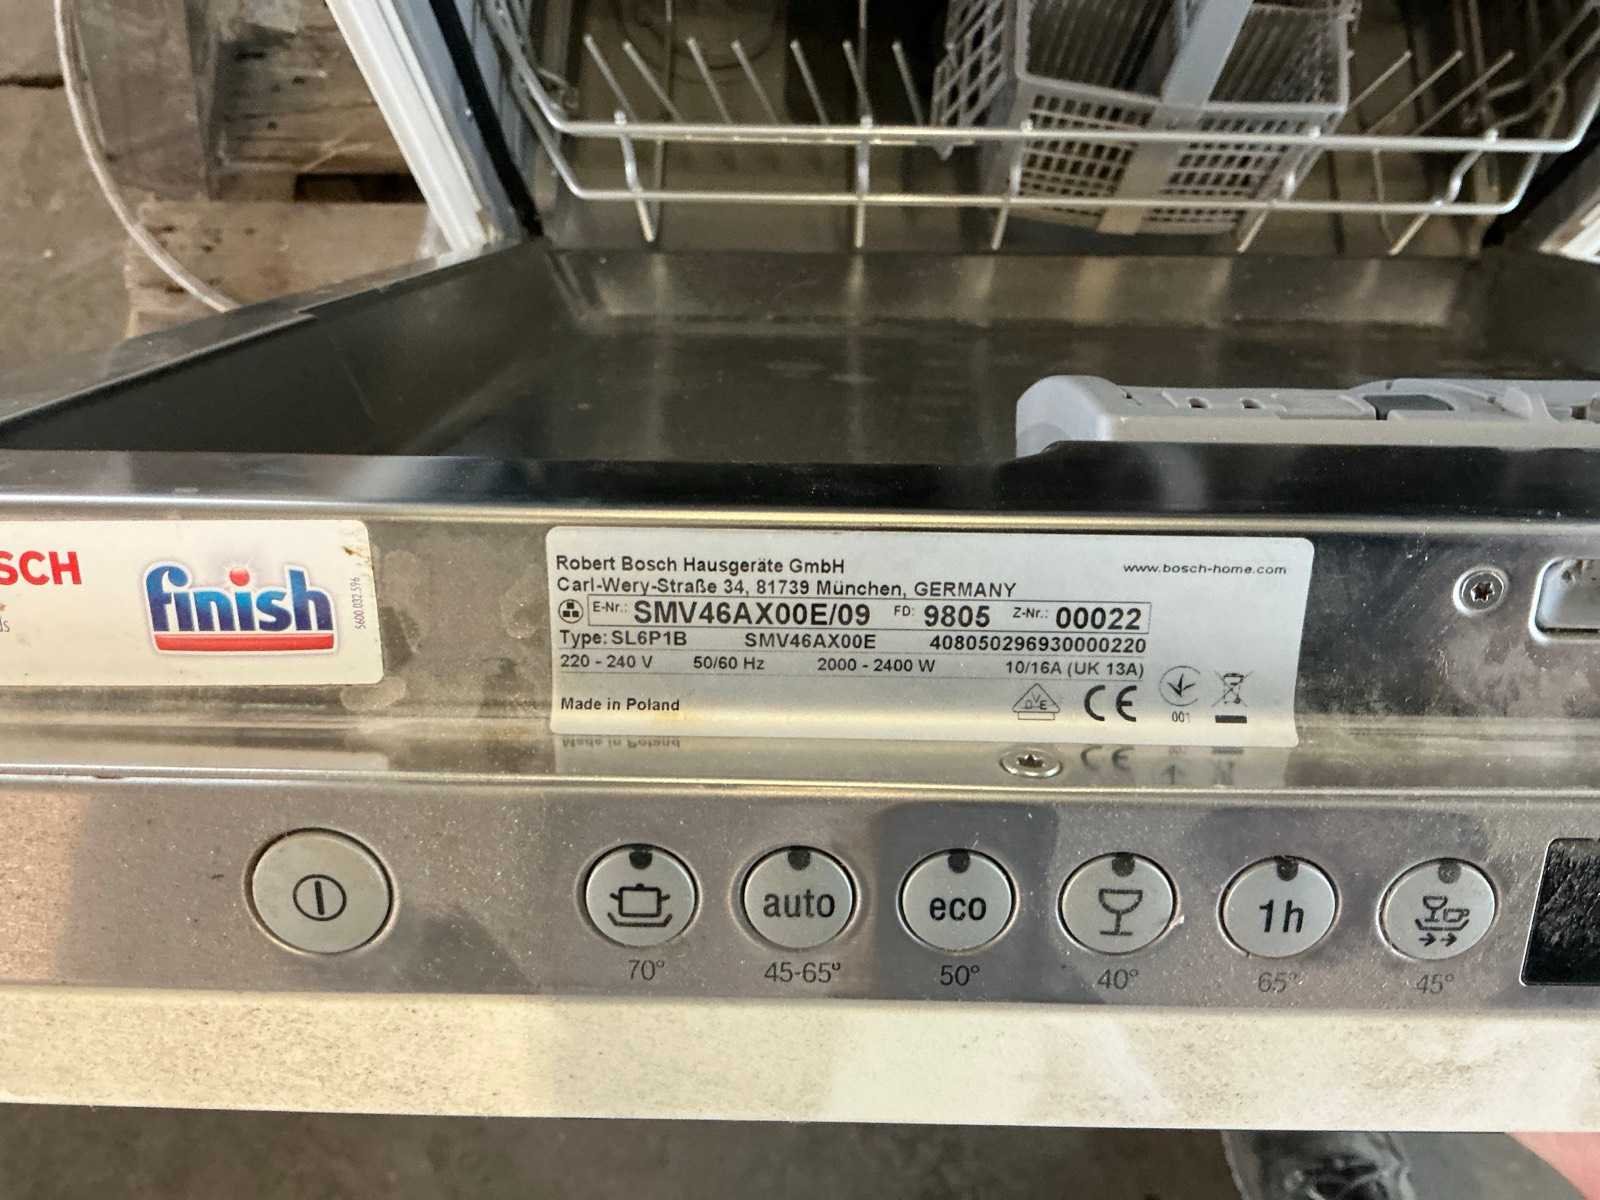 SCH
finish
5600.032.596
Robert Bosch Hausgeräte GmbH
www.bosch-home.com
Carl-Wery-Straße 34, 81739 München, GERMANY
E-Nr.: SMV46AX00E/09 FD: 9805 Z-Nr.: 00022
Type: SL6P1B SMV46AX00E 408050296930000220
220 - 240 V 50/60 Hz 2000 - 2400 W 10/16A (UK 13A)
Made in Poland
VDE CE 001
auto eco 1h
70° 45-65° 50° 40° 65° 45°